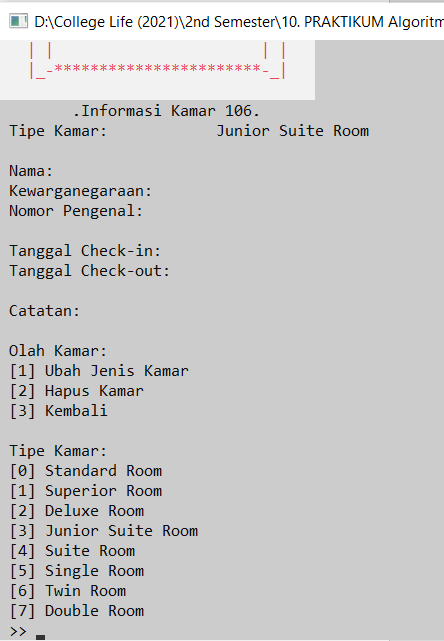 D:\College Life (2021)\2nd Semester\10. PRAKTIKUM Algoritm
| |                       | |
|_-***********************-_|
.Informasi Kamar 106.
Tipe Kamar:            Junior Suite Room
Nama:
Kewarganegaraan:
Nomor Pengenal:
Tanggal Check-in:
Tanggal Check-out:
Catatan:
Olah Kamar:
[1] Ubah Jenis Kamar
[2] Hapus Kamar
[3] Kembali
Tipe Kamar:
[0] Standard Room
[1] Superior Room
[2] Deluxe Room
[3] Junior Suite Room
[4] Suite Room
[5] Single Room
[6] Twin Room
[7] Double Room
>> _